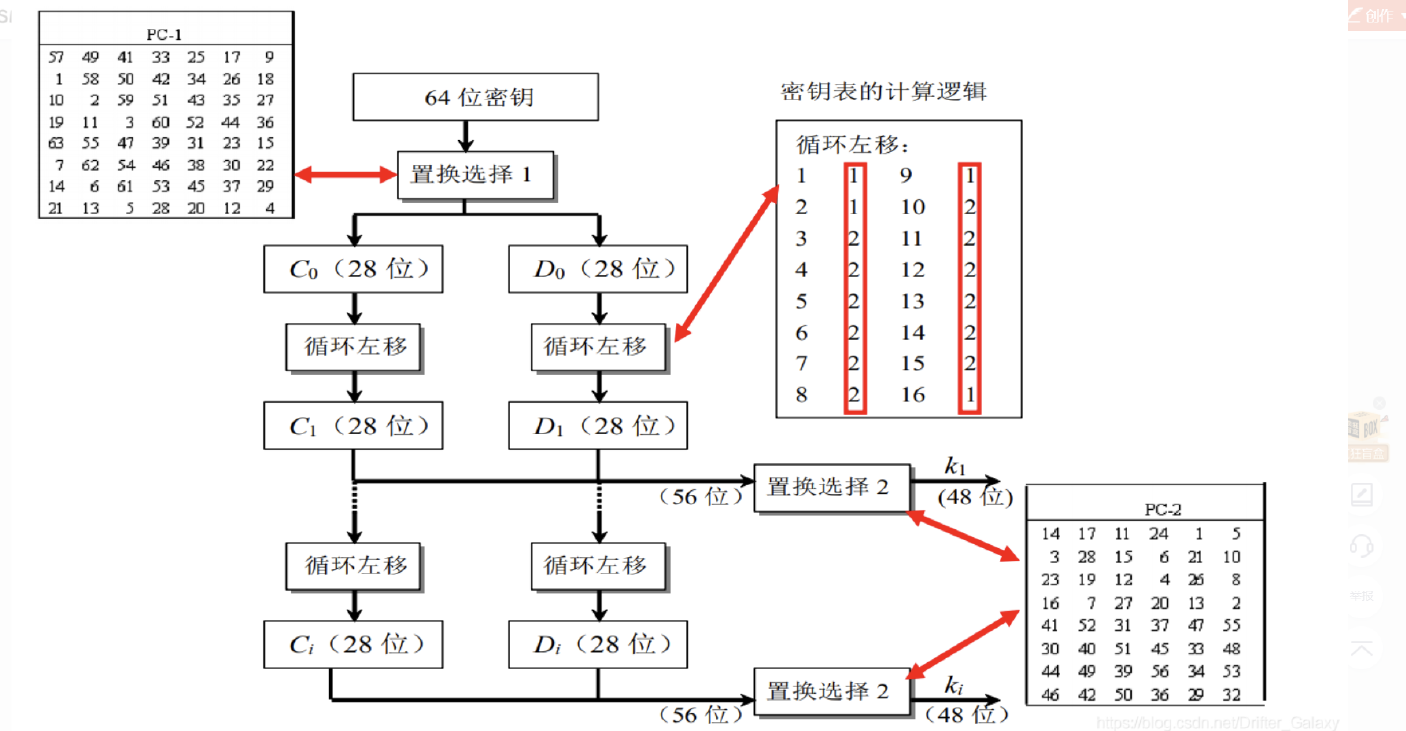 创作
PC-1
57 49 41 33 25 17 9
1 58 50 42 34 26 18
10 2 59 51 43 35 27
19 11 3 60 52 44 36
63 55 47 39 31 23 15
7 62 54 46 38 30 22
14 6 61 53 45 37 29
21 13 5 28 20 12 4
64 位密钥
置换选择 1
C0（28 位）
D0（28 位）
循环左移
循环左移
C1（28 位）
D1（28 位）
（56 位）
置换选择 2
k1
(48 位)
循环左移
循环左移
Ci（28 位）
Di（28 位）
（56 位）
置换选择 2
ki
（48 位）
密钥表的计算逻辑
循环左移：
1 1 9 1
2 1 10 2
3 2 11 2
4 2 12 2
5 2 13 2
6 2 14 2
7 2 15 2
8 2 16 1
PC-2
14 17 11 24 1 5
3 28 15 6 21 10
23 19 12 4 26 8
16 7 27 20 13 2
41 52 31 37 47 55
30 40 51 45 33 48
44 49 39 56 34 53
46 42 50 36 29 32
BOX
举报
https://blog.csdn.net/Drifter_Galaxy